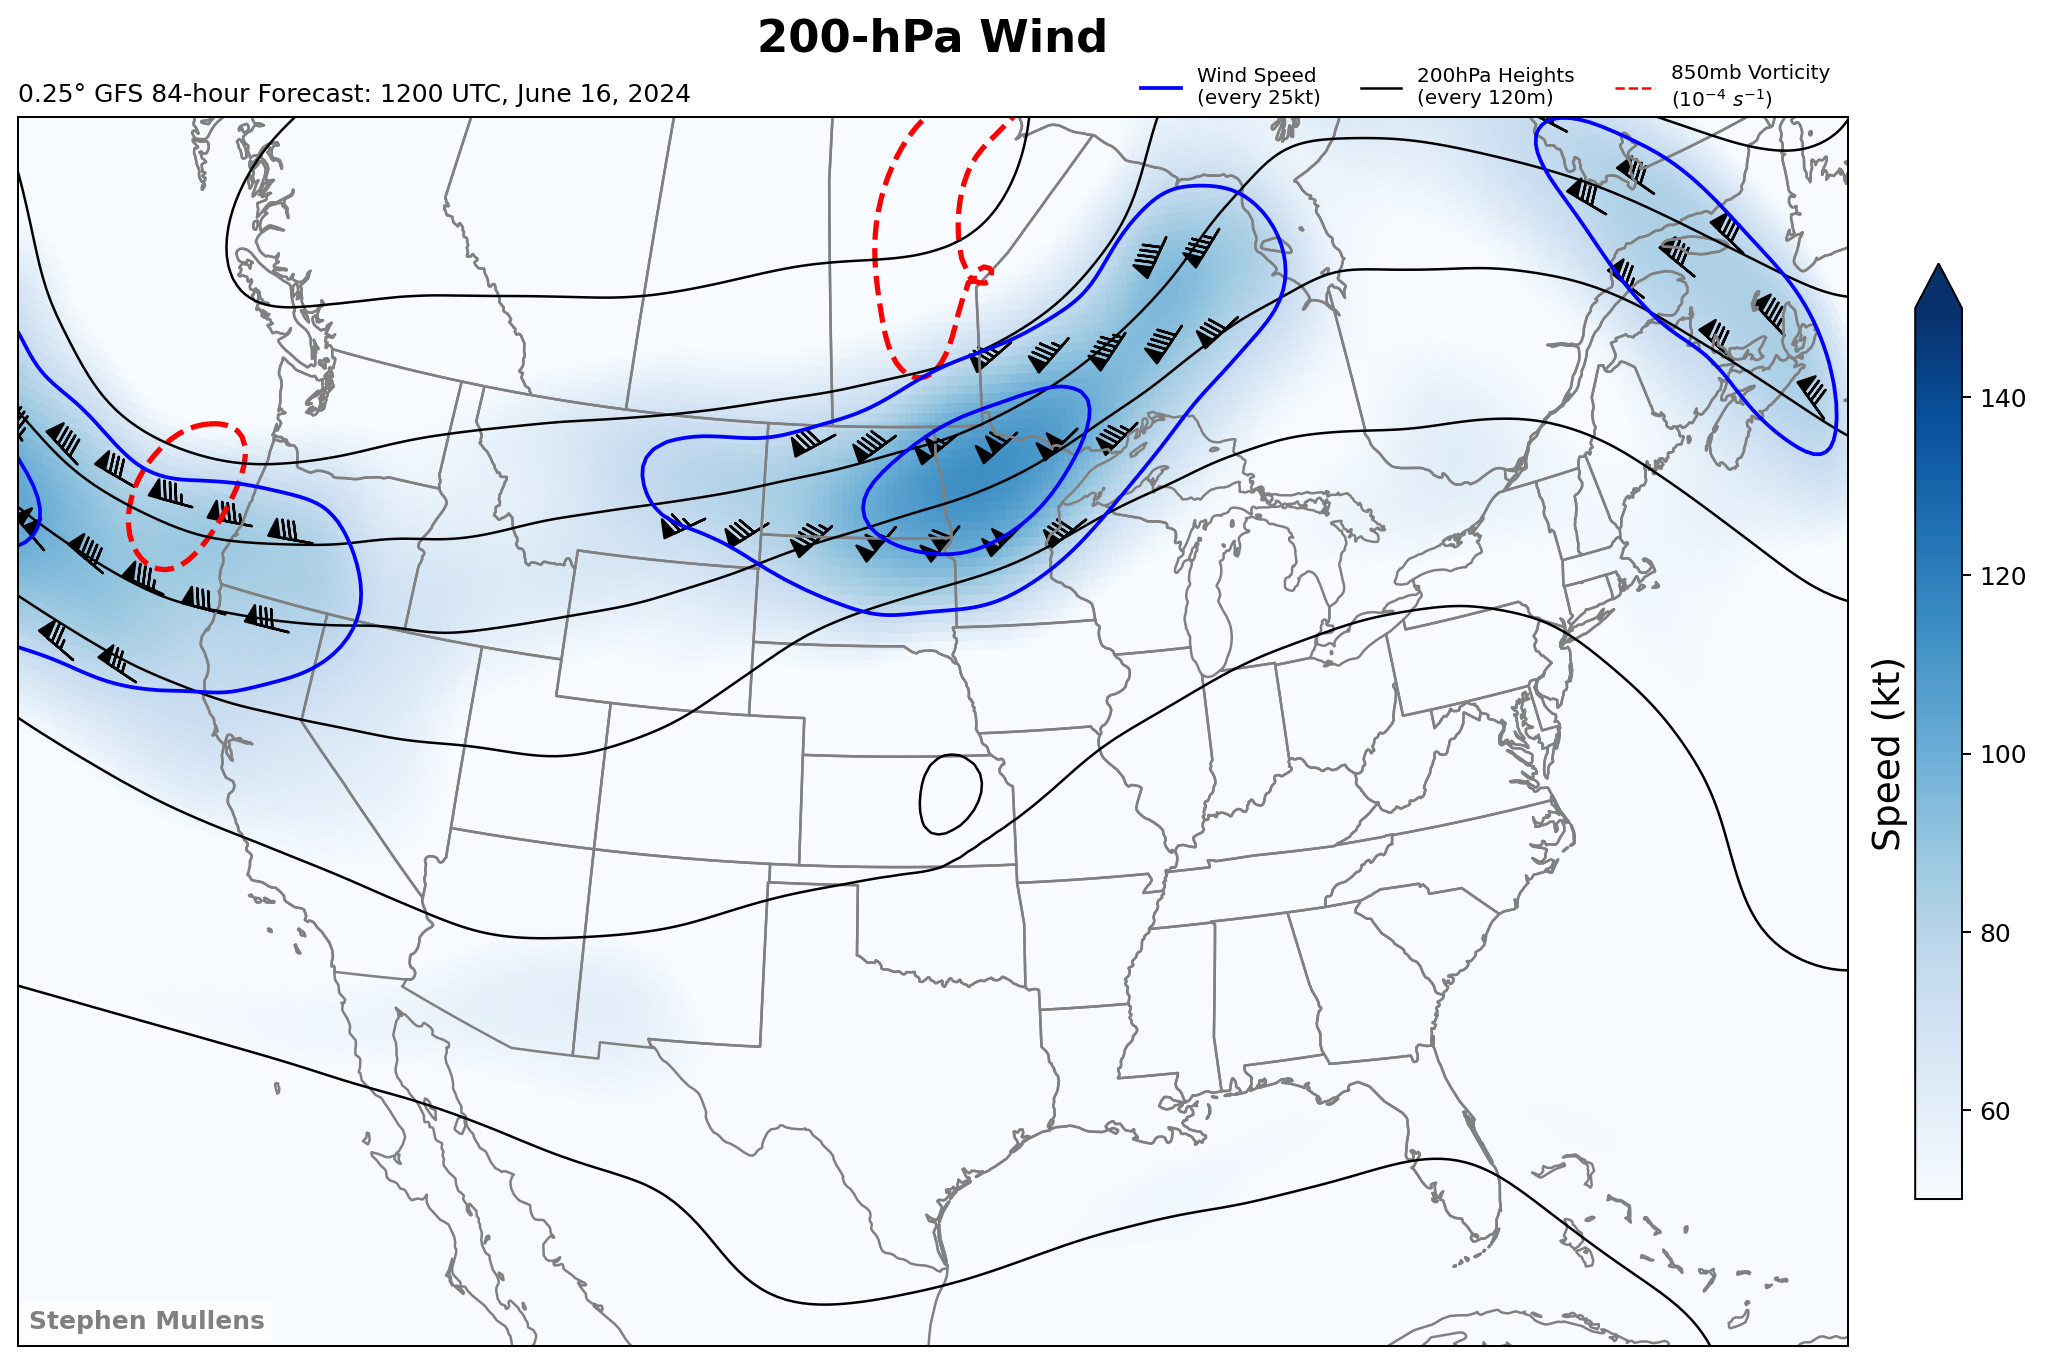 200-hPa Wind
0.25° GFS 84-hour Forecast: 1200 UTC, June 16, 2024
Wind Speed
(every 25kt)
200hPa Heights
(every 120m)
850mb Vorticity
(10⁻⁴ s⁻¹)
140
120
100
80
60
Speed (kt)
Stephen Mullens